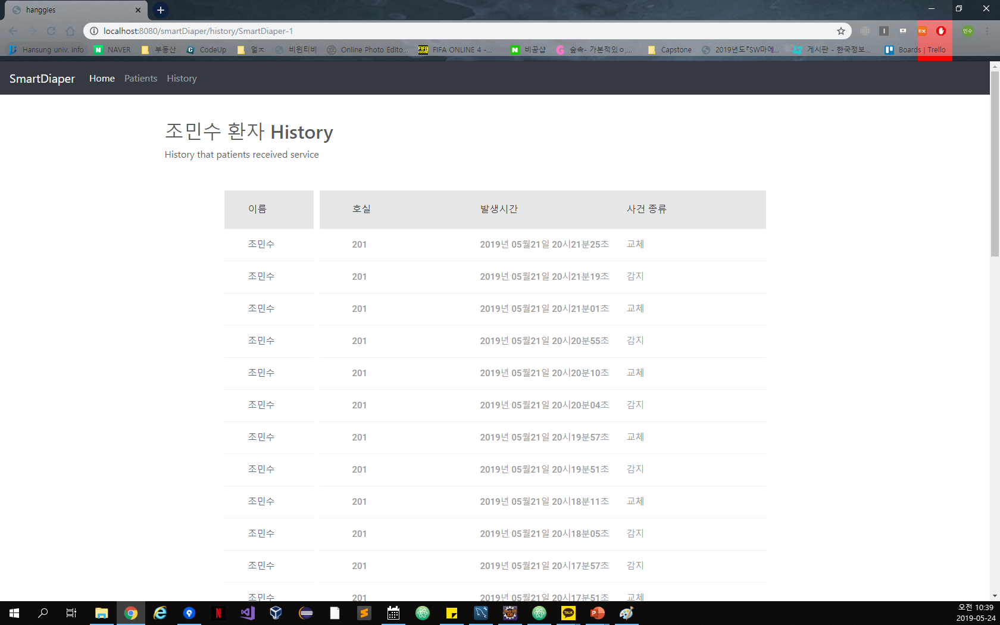 hanggies
localhost:8080/smartDiaper/history/SmartDiaper-1
Hansung univ. info NAVER 부동산 CodeUp 얼ㅈ 비원티비 Online Photo Edito... FIFA ONLINE 4 -... 비공샵 숲속- 가본적있ㅇ,... Capstone 2019년도『SW마에... 게시판 - 한국정보... Boards | Trello
SmartDiaper Home Patients History
조민수 환자 History
History that patients received service
이름 호실 발생시간 사건 종류
조민수 201 2019년 05월21일 20시21분25초 교체
조민수 201 2019년 05월21일 20시21분19초 감지
조민수 201 2019년 05월21일 20시21분01초 교체
조민수 201 2019년 05월21일 20시20분55초 감지
조민수 201 2019년 05월21일 20시20분10초 교체
조민수 201 2019년 05월21일 20시20분04초 감지
조민수 201 2019년 05월21일 20시19분57초 교체
조민수 201 2019년 05월21일 20시19분51초 감지
조민수 201 2019년 05월21일 20시18분11초 교체
조민수 201 2019년 05월21일 20시18분05초 감지
조민수 201 2019년 05월21일 20시17분57초 감지
조민수 201 2019년 05월21일 20시17분51초 교체
오전 10:39
2019-05-24